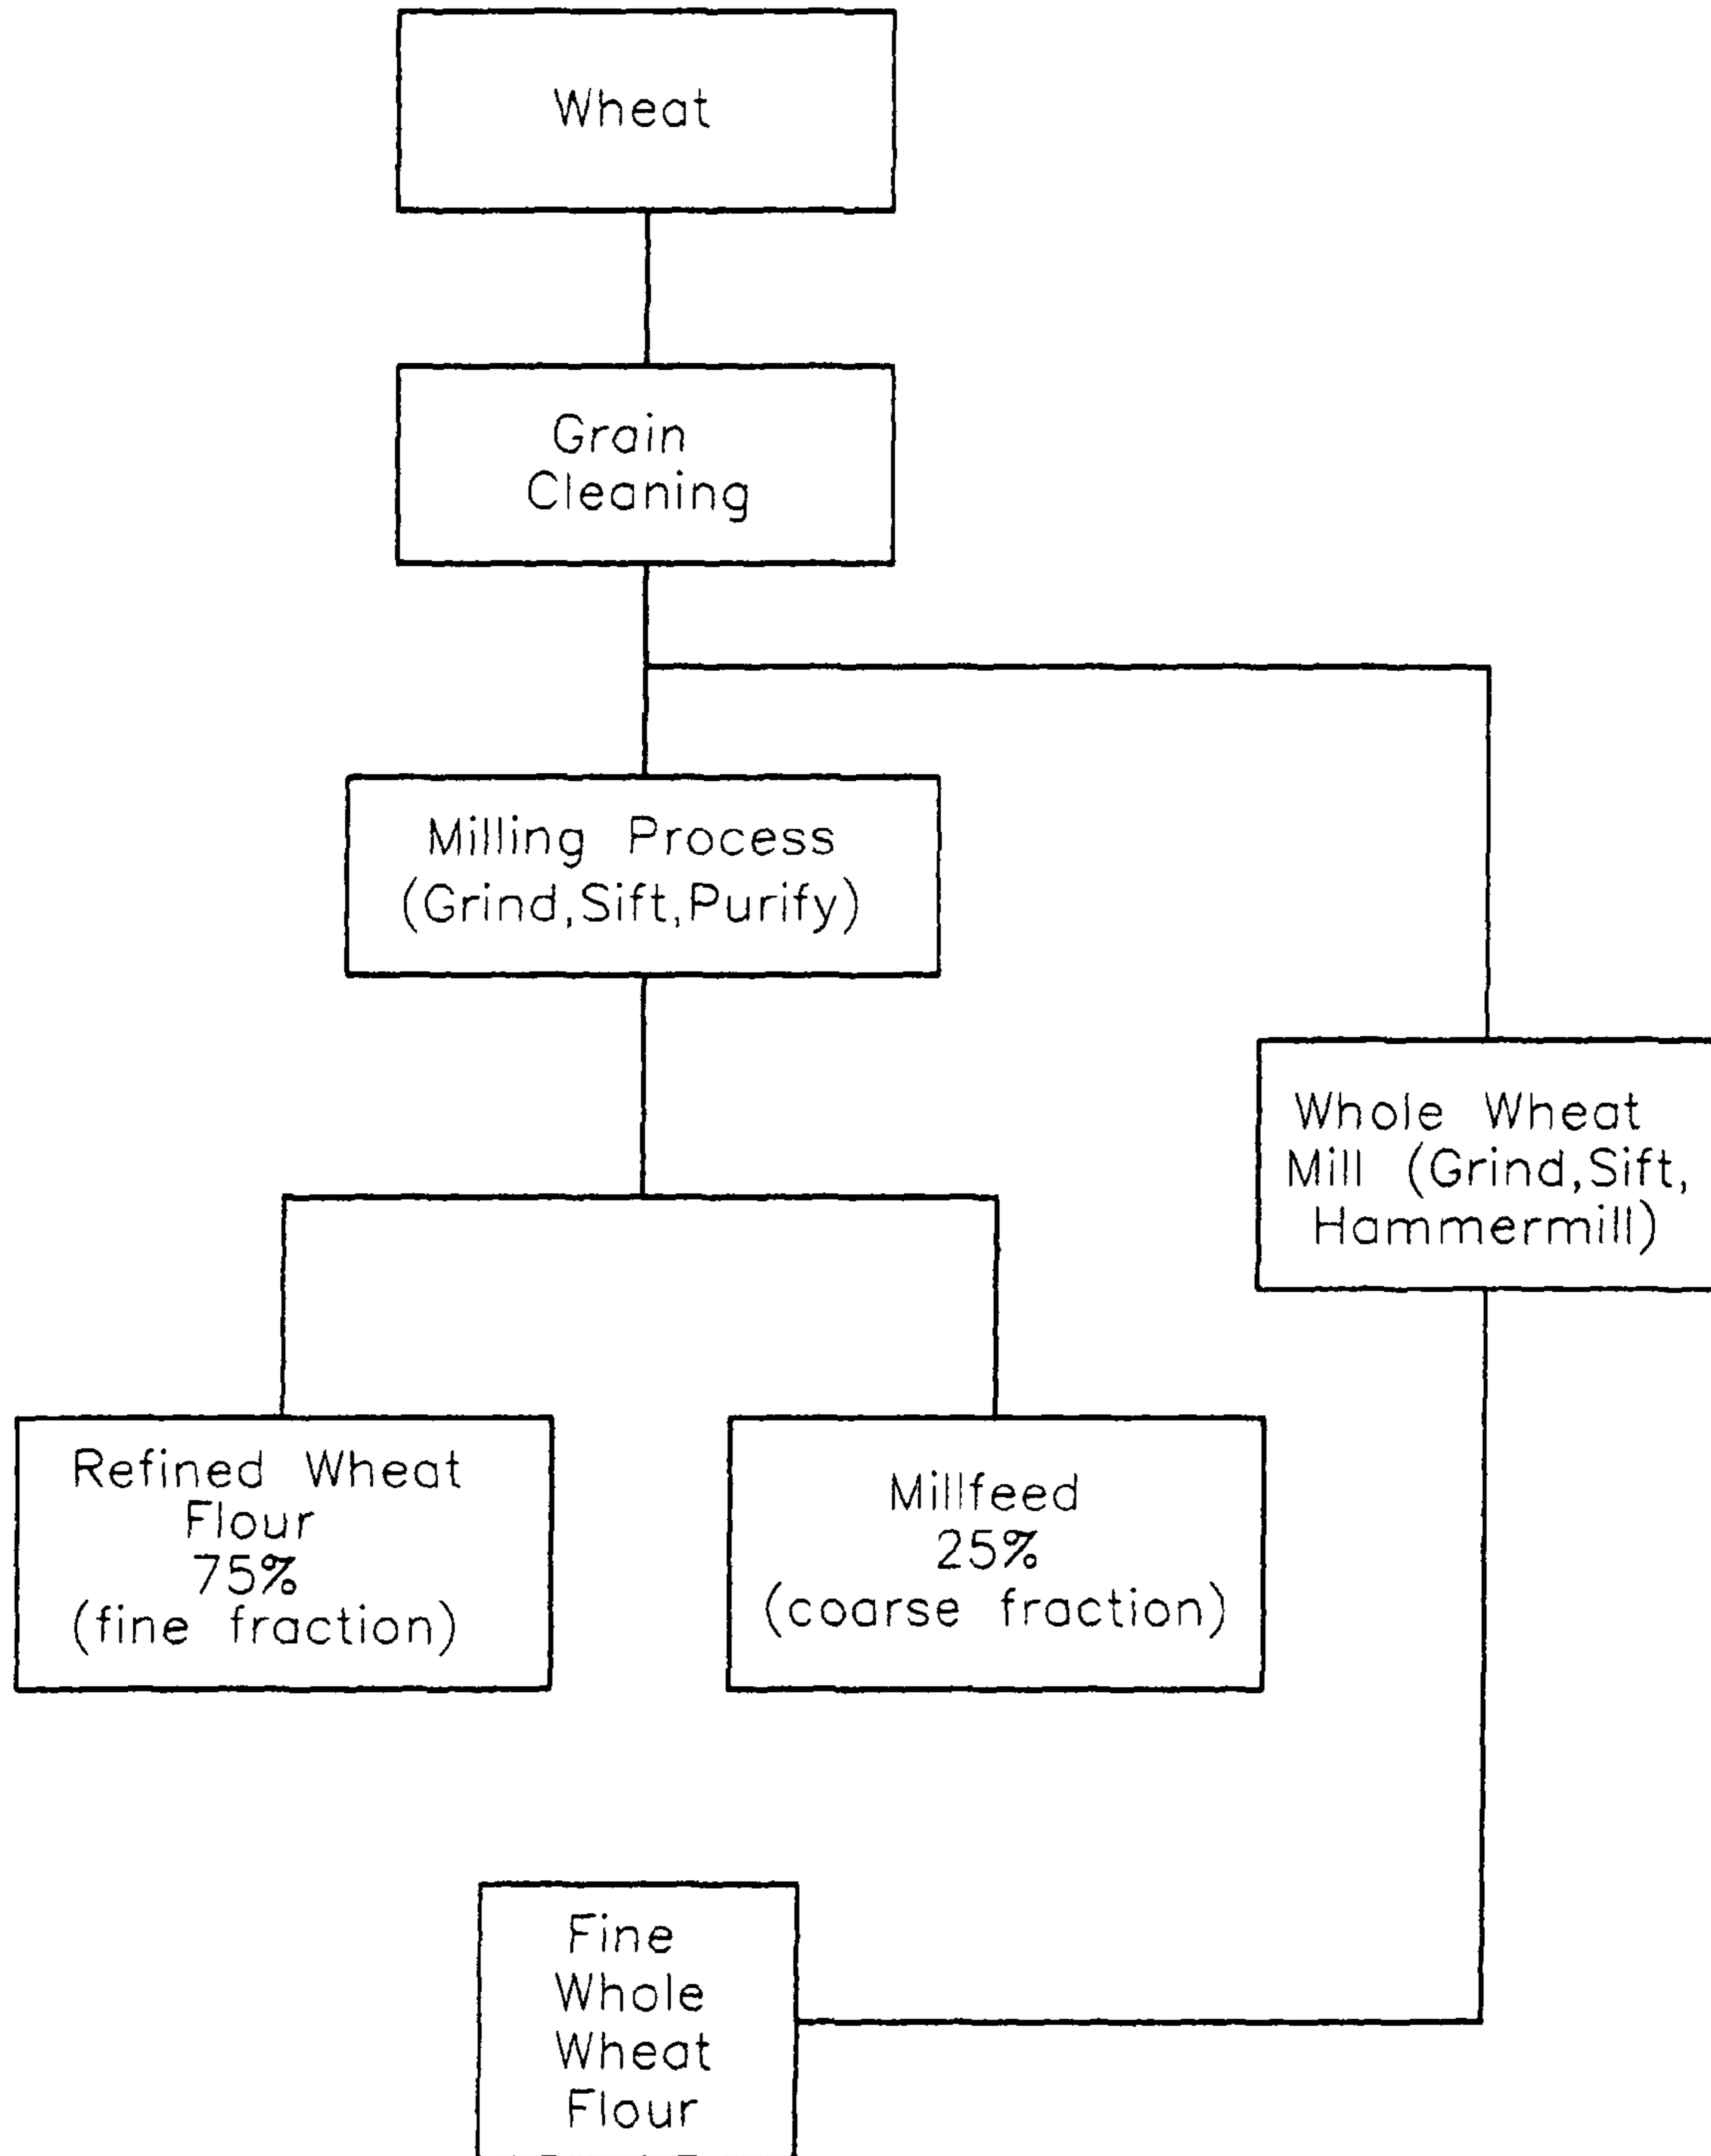 Wheat
Grain
Cleaning
Milling Process
(Grind,Sift,Purify)
Whole Wheat
Mill (Grind,Sift,
Hammermill)
Refined Wheat
Flour
75%
(fine fraction)
Millfeed
25%
(coarse fraction)
Fine
Whole
Wheat
Flour